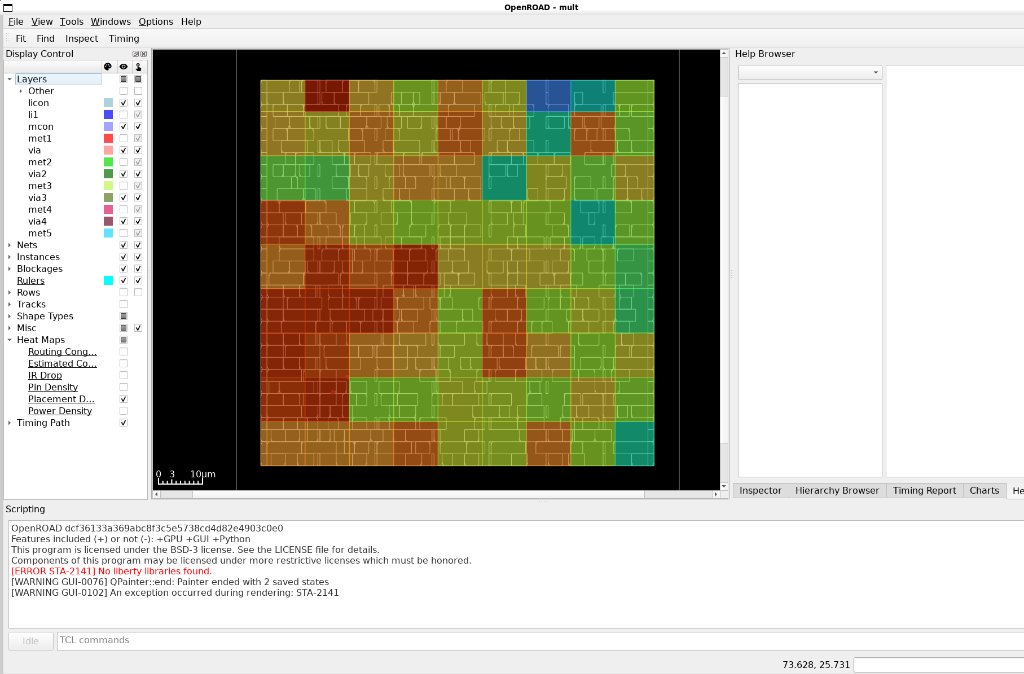 OpenROAD - mult
File View Tools Windows Options Help
Fit Find Inspect Timing
Display Control
Help Browser
Layers
Other
licon
li1
mcon
met1
via
met2
via2
met3
via3
met4
via4
met5
Nets
Instances
Blockages
Rulers
Rows
Tracks
Shape Types
Misc
Heat Maps
Routing Cong...
Estimated Co...
IR Drop
Pin Density
Placement D...
Power Density
Timing Path
0 3 10μm
Inspector Hierarchy Browser Timing Report Charts He
Scripting
OpenROAD dcf36133a369abc8f3c5e5738cd4d82e4903c0e0
Features included (+) or not (-): +GPU +GUI +Python
This program is licensed under the BSD-3 license. See the LICENSE file for details.
Components of this program may be licensed under more restrictive licenses which must be honored.
[ERROR STA-2141] No liberty libraries found.
[WARNING GUI-0076] QPainter::end: Painter ended with 2 saved states
[WARNING GUI-0102] An exception occurred during rendering: STA-2141
Idle TCL commands
73.628, 25.731